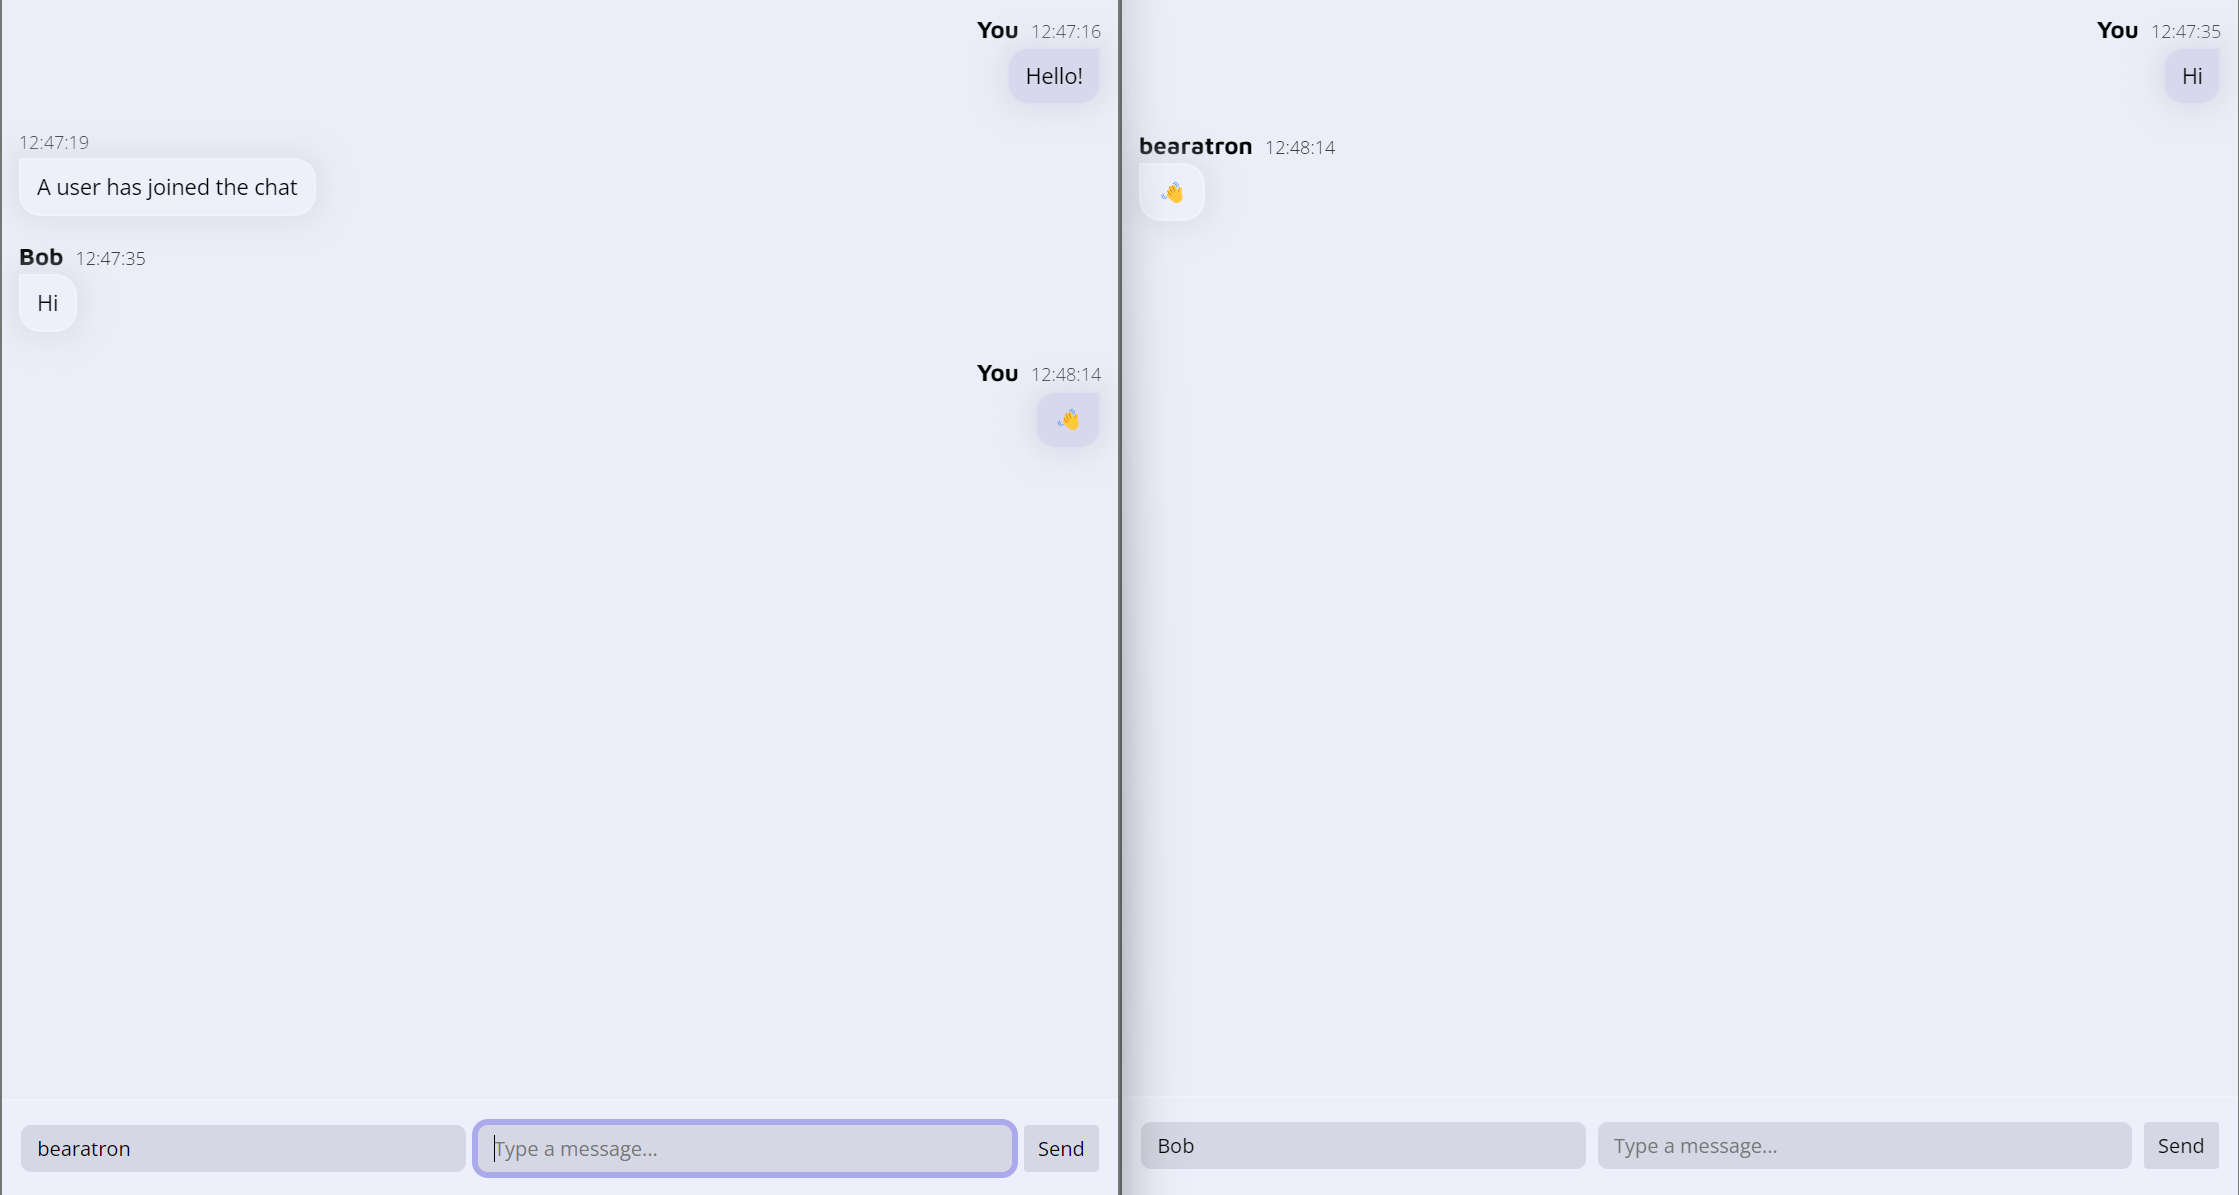 You 12:47:16
Hello!
12:47:19
A user has joined the chat
Bob 12:47:35
Hi
You 12:48:14
👋
bearatron
Type a message...
Send
You 12:47:35
Hi
bearatron 12:48:14
👋
Bob
Type a message...
Send